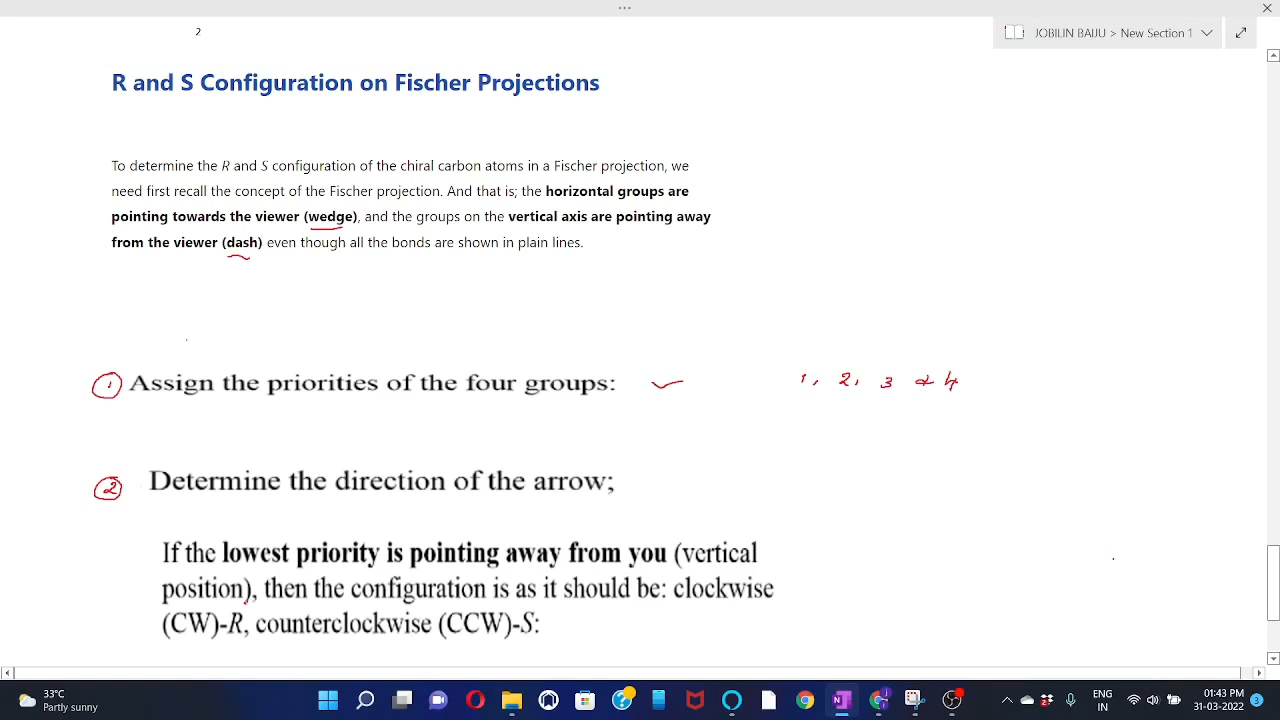 2
JOBILIN BAIJU > New Section 1
R and S Configuration on Fischer Projections
To determine the R and S configuration of the chiral carbon atoms in a Fischer projection, we
need first recall the concept of the Fischer projection. And that is; the horizontal groups are
pointing towards the viewer (wedge), and the groups on the vertical axis are pointing away
from the viewer (dash) even though all the bonds are shown in plain lines.
1 Assign the priorities of the four groups: 1, 2, 3 & 4
2 Determine the direction of the arrow;
If the lowest priority is pointing away from you (vertical
position), then the configuration is as it should be: clockwise
(CW)-R, counterclockwise (CCW)-S:
33°C
Partly sunny
ENG
IN
01:43 PM
31-03-2022
3